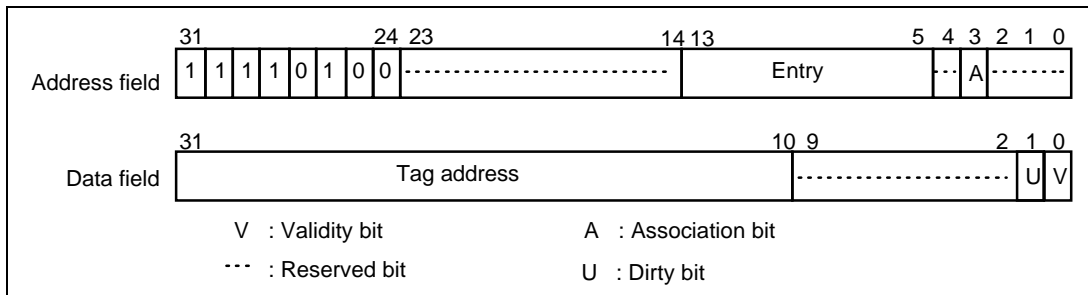 31 24 23 14 13 5 4 3 2 1 0
Address field 1 1 1 1 0 1 0 0 Entry A
31 10 9 2 1 0
Data field Tag address U V
V : Validity bit A : Association bit
: Reserved bit U : Dirty bit